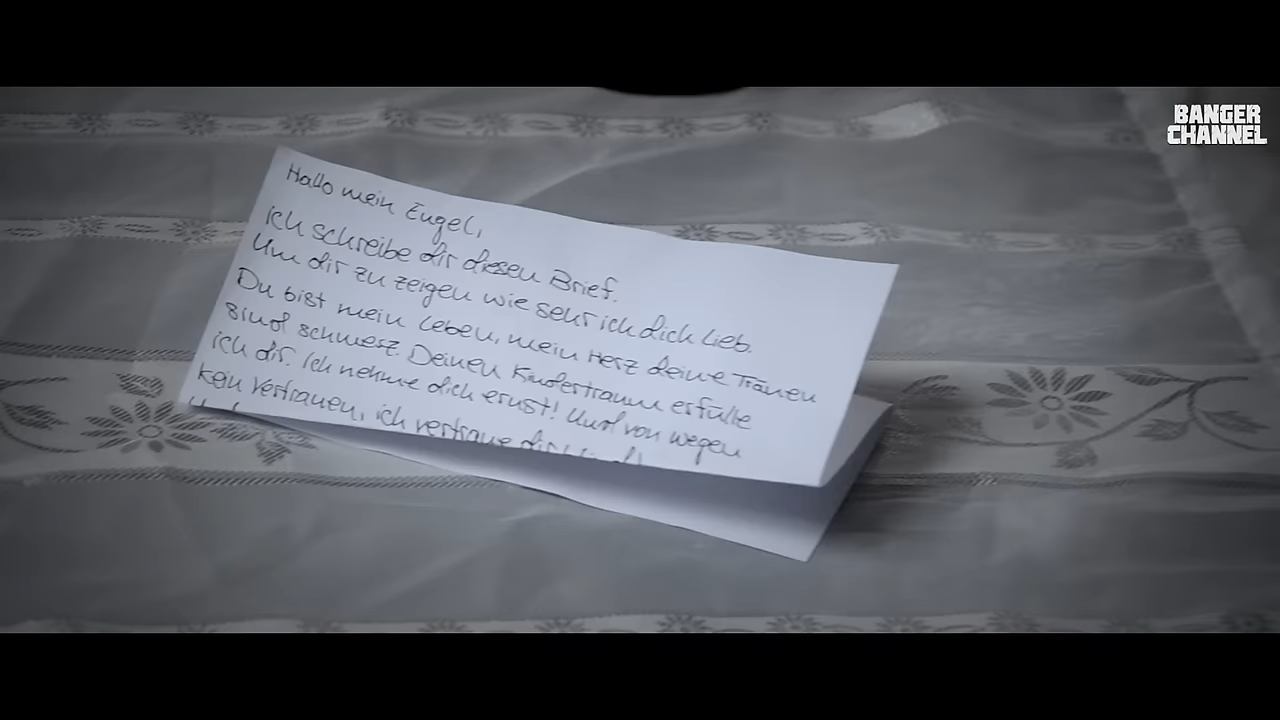 Hallo mein Engel,
ich schreibe dir diesen Brief.
Um dir zu zeigen wie sehr ich dich lieb.
Du bist mein Leben, mein Herz deine Tränen
sind schmerz. Deinen Kindertraum erfülle
ich dir. Ich nehme dich ernst! Und von wegen
kein Vertrauen, ich vertraue dir
BANGER
CHANNEL